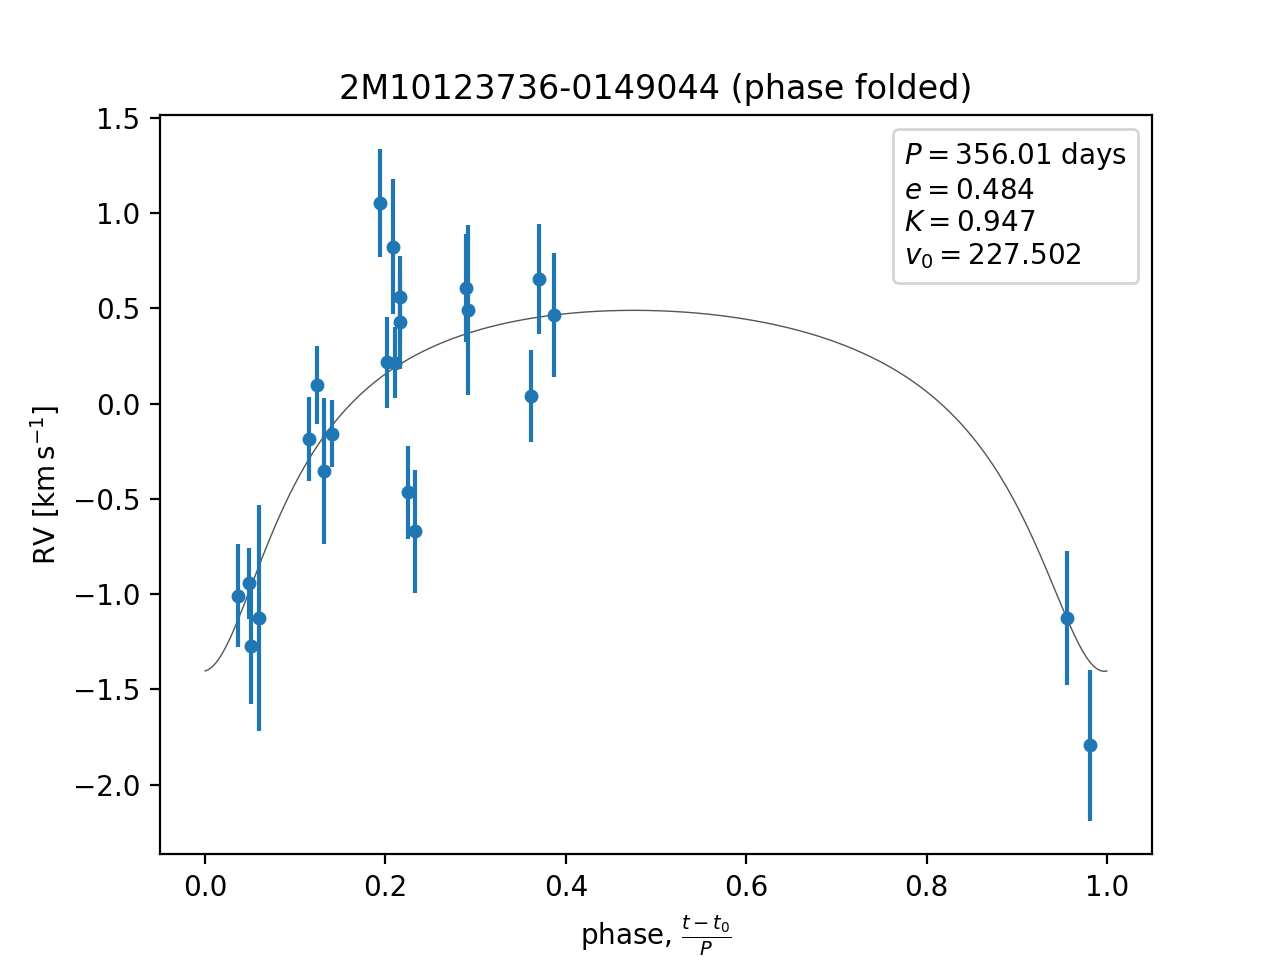 2M10123736-0149044 (phase folded)
P = 356.01 days
e = 0.484
K = 0.947
v₀ = 227.502
1.5
1.0
0.5
0.0
−0.5
−1.0
−1.5
−2.0
RV [km s⁻¹]
0.0 0.2 0.4 0.6 0.8 1.0
phase, (t − t₀)/P